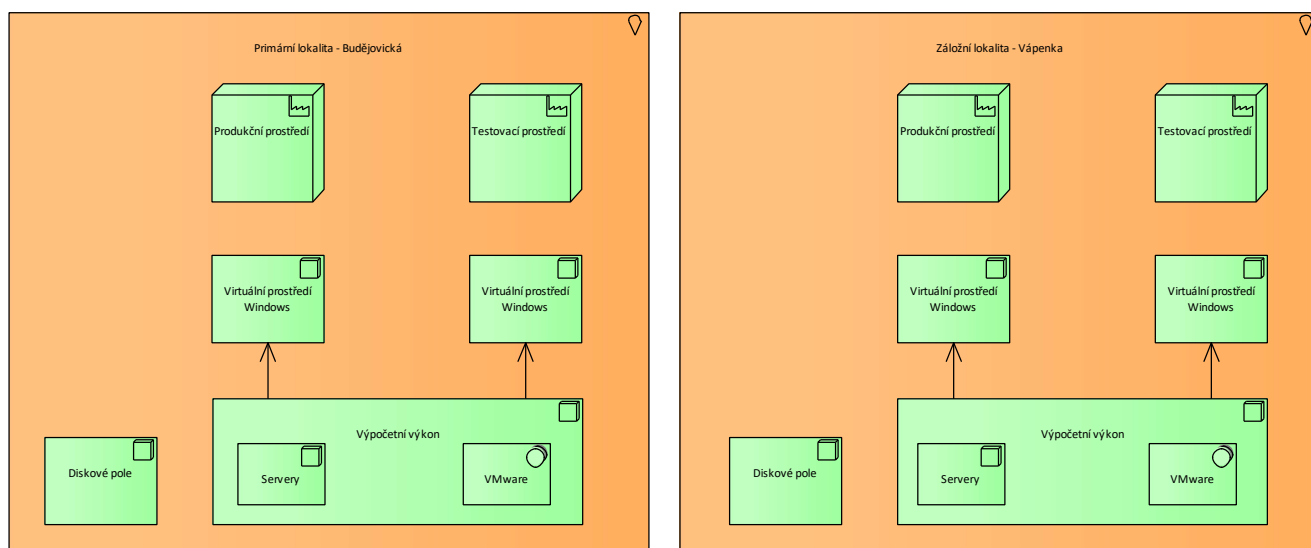 Primární lokalita - Budějovická
Produkční prostředí
Testovací prostředí
Virtuální prostředí
Windows
Virtuální prostředí
Windows
Výpočetní výkon
Diskové pole
Servery
VMware
Záložní lokalita - Vápenka
Produkční prostředí
Testovací prostředí
Virtuální prostředí
Windows
Virtuální prostředí
Windows
Výpočetní výkon
Diskové pole
Servery
VMware